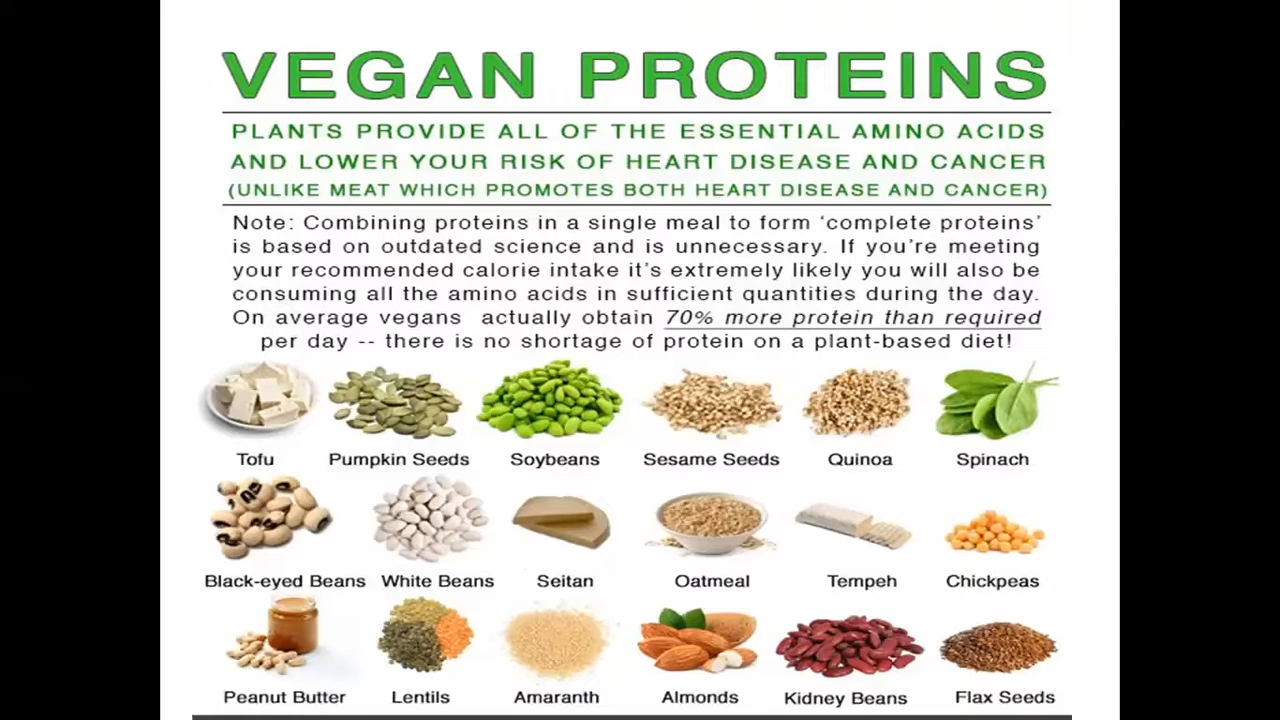 VEGAN PROTEINS
PLANTS PROVIDE ALL OF THE ESSENTIAL AMINO ACIDS
AND LOWER YOUR RISK OF HEART DISEASE AND CANCER
(UNLIKE MEAT WHICH PROMOTES BOTH HEART DISEASE AND CANCER)
Note: Combining proteins in a single meal to form ‘complete proteins’
is based on outdated science and is unnecessary. If you’re meeting
your recommended calorie intake it’s extremely likely you will also be
consuming all the amino acids in sufficient quantities during the day.
On average vegans actually obtain 70% more protein than required
per day -- there is no shortage of protein on a plant-based diet!
Tofu Pumpkin Seeds Soybeans Sesame Seeds Quinoa Spinach
Black-eyed Beans White Beans Seitan Oatmeal Tempeh Chickpeas
Peanut Butter Lentils Amaranth Almonds Kidney Beans Flax Seeds